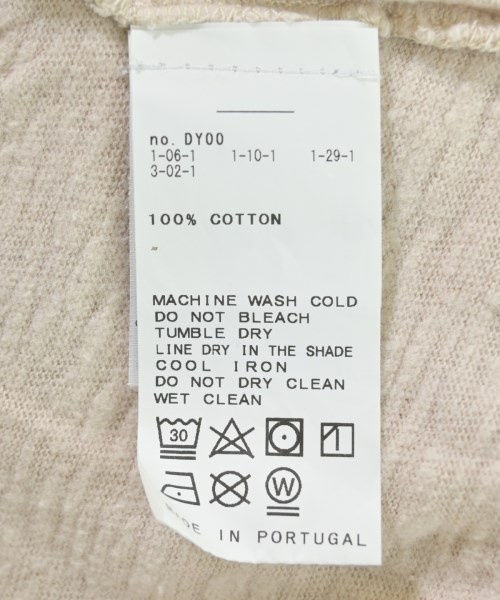 no. DY00
1-06-1 1-10-1 1-29-1
3-02-1
100% COTTON
MACHINE WASH COLD
DO NOT BLEACH
TUMBLE DRY
LINE DRY IN THE SHADE
COOL IRON
DO NOT DRY CLEAN
WET CLEAN
30
W
MADE IN PORTUGAL